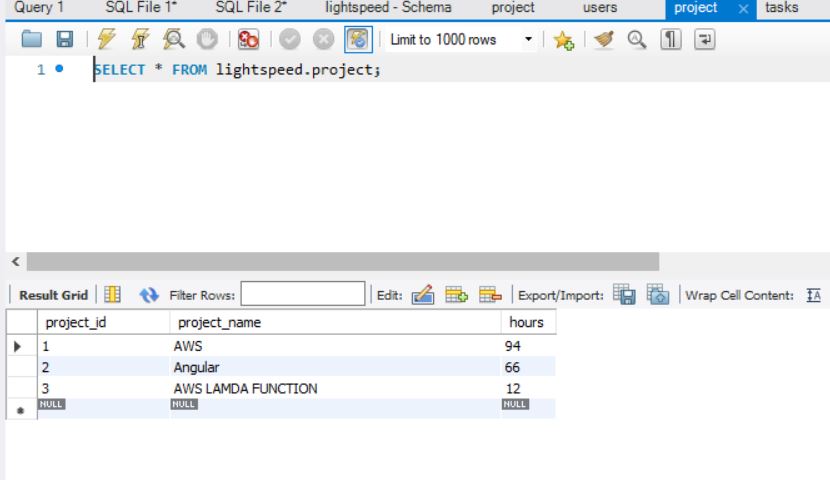 Query 1 SQL File 1* SQL File 2* lightspeed - Schema project users project tasks
Limit to 1000 rows
1 SELECT * FROM lightspeed.project;
Result Grid Filter Rows: Edit: Export/Import: Wrap Cell Content: IA
project_id project_name hours
1 AWS 94
2 Angular 66
3 AWS LAMDA FUNCTION 12
NULL NULL NULL